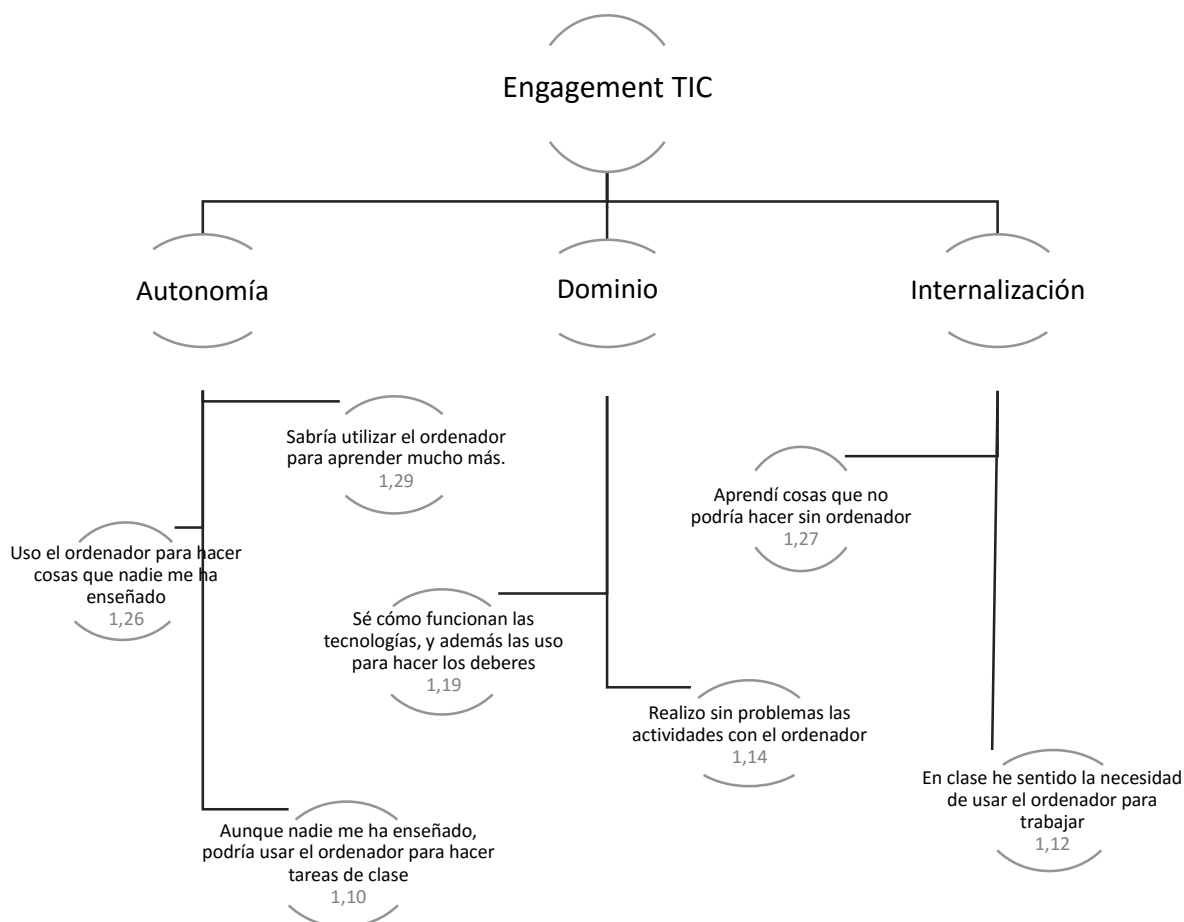 Engagement TIC
Autonomía
Dominio
Internalización
Sabría utilizar el ordenador
para aprender mucho más.
1,29
Aprendí cosas que no
podría hacer sin ordenador
1,27
Uso el ordenador para hacer
cosas que nadie me ha
enseñado
1,26
Sé cómo funcionan las
tecnologías, y además las uso
para hacer los deberes
1,19
Realizo sin problemas las
actividades con el ordenador
1,14
En clase he sentido la necesidad
de usar el ordenador para
trabajar
1,12
Aunque nadie me ha enseñado,
podría usar el ordenador para hacer
tareas de clase
1,10